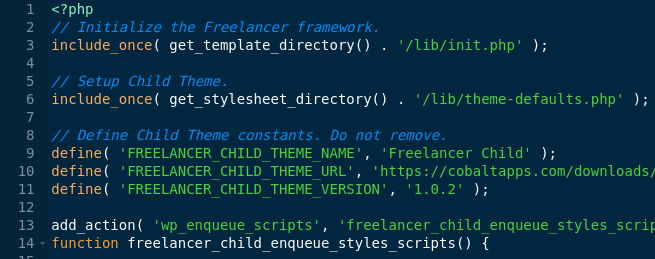 1 <?php
2 // Initialize the Freelancer framework.
3 include_once( get_template_directory() . '/lib/init.php' );
4
5 // Setup Child Theme.
6 include_once( get_stylesheet_directory() . '/lib/theme-defaults.php' );
7
8 // Define Child Theme constants. Do not remove.
9 define( 'FREELANCER_CHILD_THEME_NAME', 'Freelancer Child' );
10 define( 'FREELANCER_CHILD_THEME_URL', 'https://cobaltapps.com/downloads/
11 define( 'FREELANCER_CHILD_THEME_VERSION', '1.0.2' );
12
13 add_action( 'wp_enqueue_scripts', 'freelancer_child_enqueue_styles_scrip
14 function freelancer_child_enqueue_styles_scripts() {